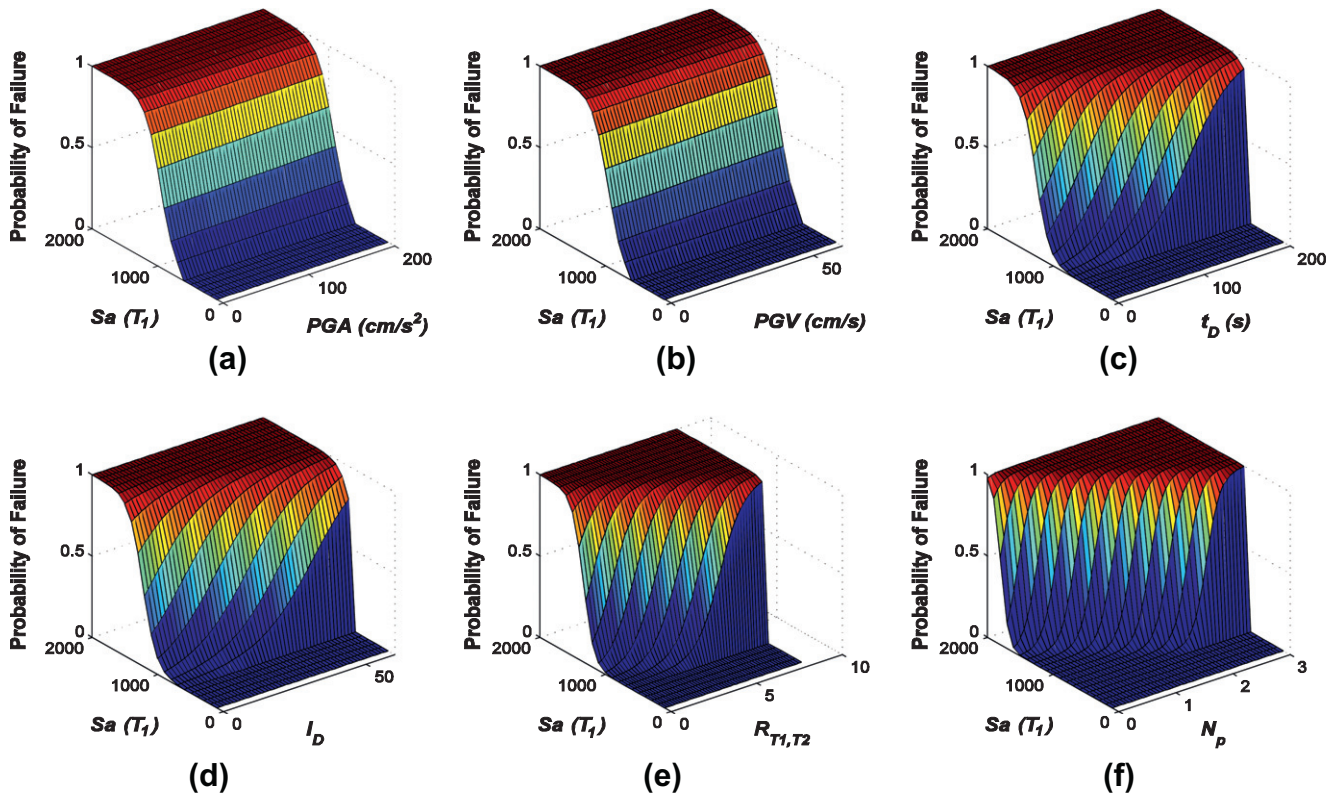 Probability of Failure
1
0.5
0
2000
1000
0
Sa (T1)
0
100
200
PGA (cm/s²)
(a)
Probability of Failure
1
0.5
0
2000
1000
0
Sa (T1)
0
50
PGV (cm/s)
(b)
Probability of Failure
1
0.5
0
2000
1000
0
Sa (T1)
0
100
200
tD (s)
(c)
Probability of Failure
1
0.5
0
2000
1000
0
Sa (T1)
0
50
ID
(d)
Probability of Failure
1
0.5
0
2000
1000
0
Sa (T1)
0
5
10
RT1,T2
(e)
Probability of Failure
1
0.5
0
2000
1000
0
Sa (T1)
0
1
2
3
Np
(f)